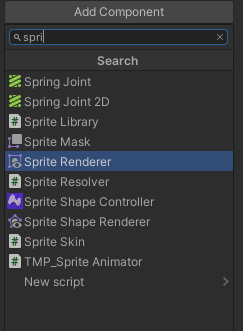 Add Component
spri
Search
Spring Joint
Spring Joint 2D
Sprite Library
Sprite Mask
Sprite Renderer
Sprite Resolver
Sprite Shape Controller
Sprite Shape Renderer
Sprite Skin
TMP_Sprite Animator
New script